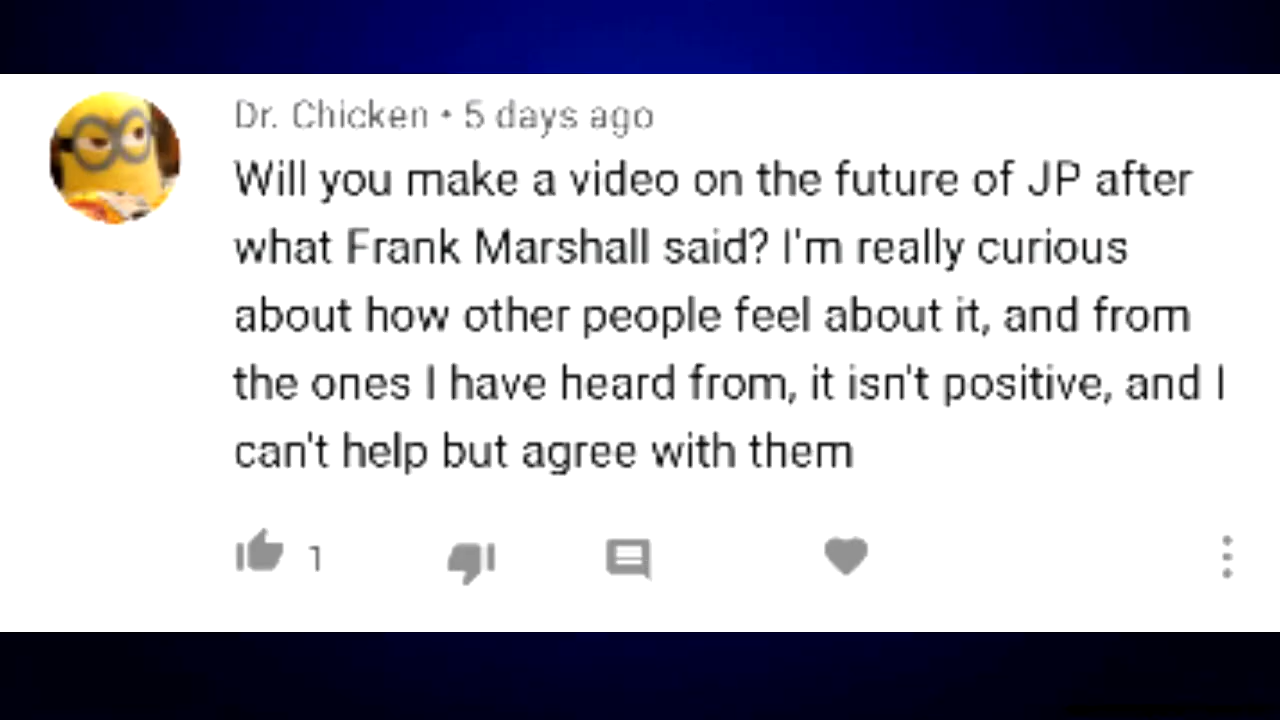 Dr. Chicken • 5 days ago
Will you make a video on the future of JP after
what Frank Marshall said? I'm really curious
about how other people feel about it, and from
the ones I have heard from, it isn't positive, and I
can't help but agree with them
1